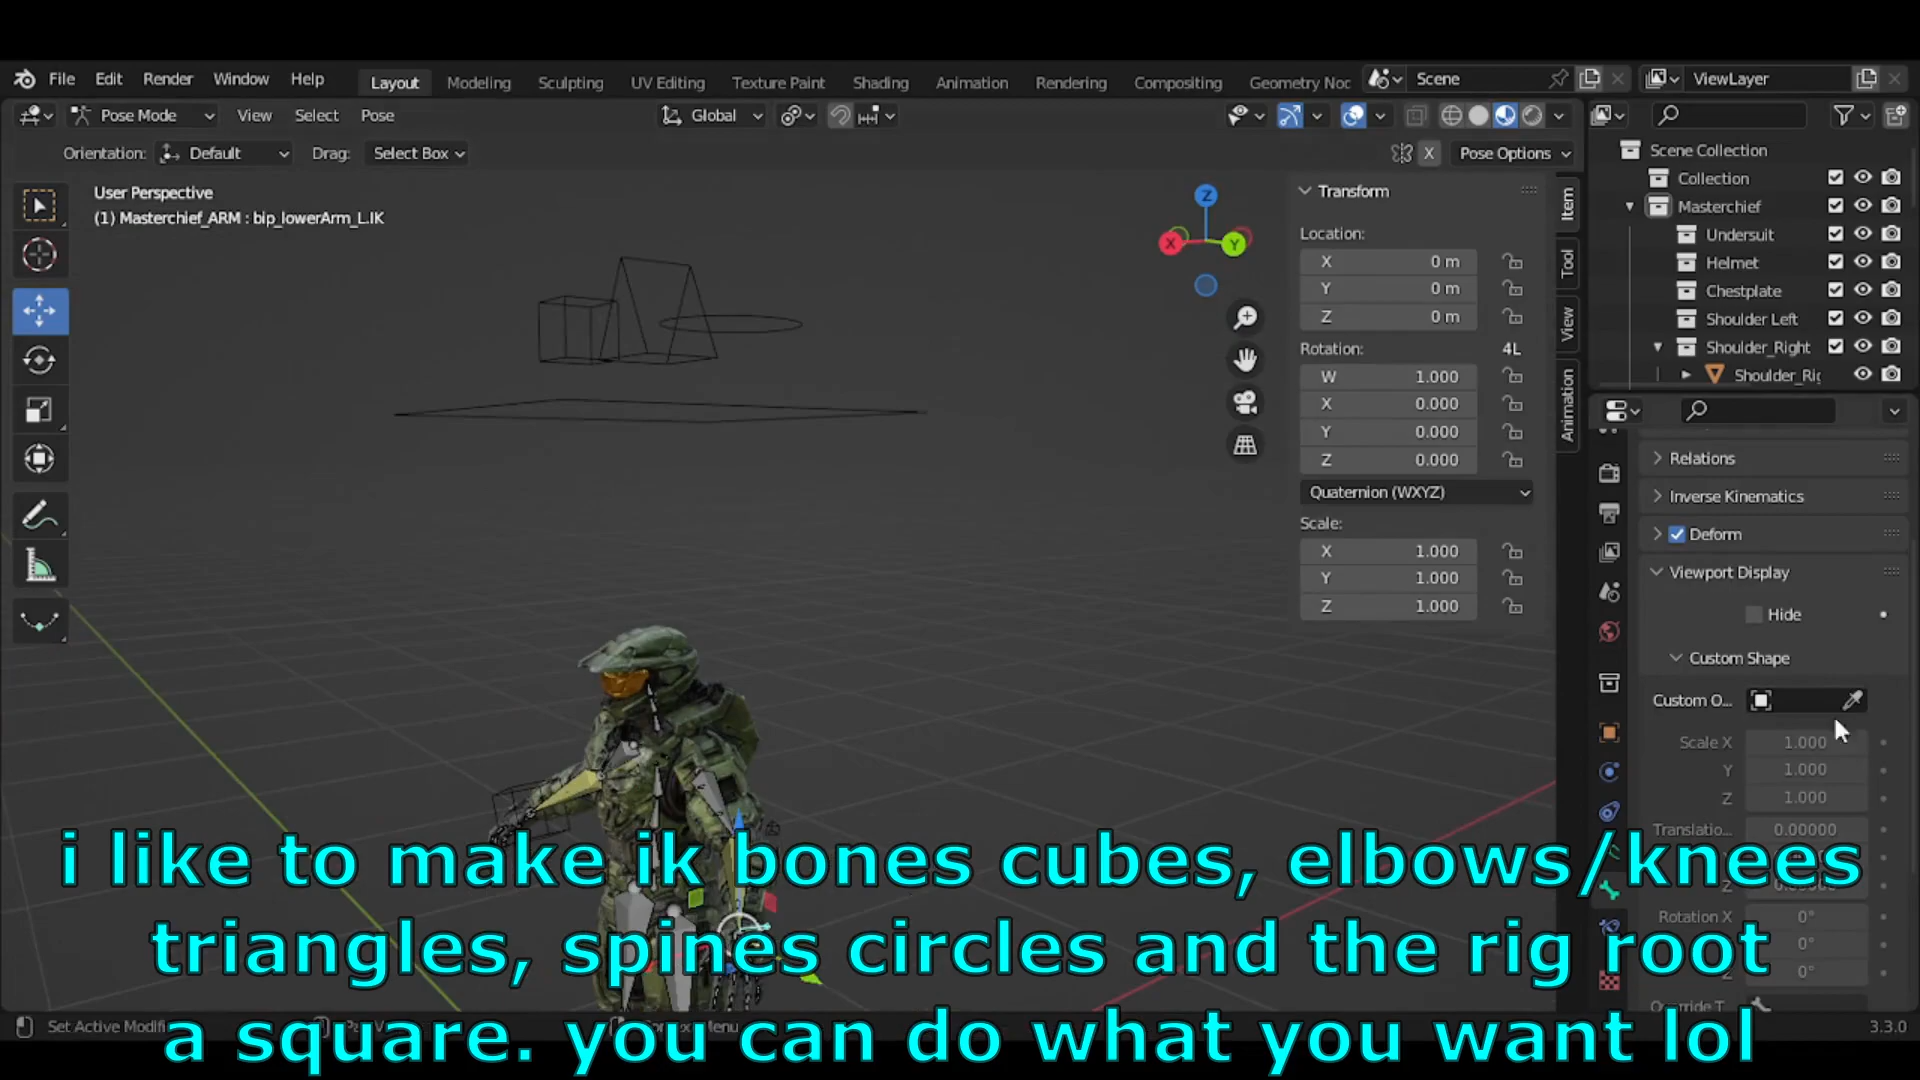 File Edit Render Window Help Layout Modeling Sculpting UV Editing Texture Paint Shading Animation Rendering Compositing Geometry Noc Scene ViewLayer
Pose Mode View Select Pose Global
Orientation: Default Drag: Select Box X Pose Options
User Perspective
(1) Masterchief_ARM : bip_lowerArm_L.IK
Z
X
Y
Transform
Location:
X 0 m
Y 0 m
Z 0 m
Rotation: 4L
W 1.000
X 0.000
Y 0.000
Z 0.000
Quaternion (WXYZ)
Scale:
X 1.000
Y 1.000
Z 1.000
Item
Tool
View
Animation
Scene Collection
Collection
Masterchief
Undersuit
Helmet
Chestplate
Shoulder Left
Shoulder_Right
Shoulder_Rig
Relations
Inverse Kinematics
Deform
Viewport Display
Hide
Custom Shape
Custom O...
Scale X 1.000
Y 1.000
Z 1.000
Translatio... 0.00000
Z
Rotation X 0°
0°
Z 0°
Override T...
i like to make ik bones cubes, elbows/knees
triangles, spines circles and the rig root
a square. you can do what you want lol
Set Active Modifi
Menu
3.3.0